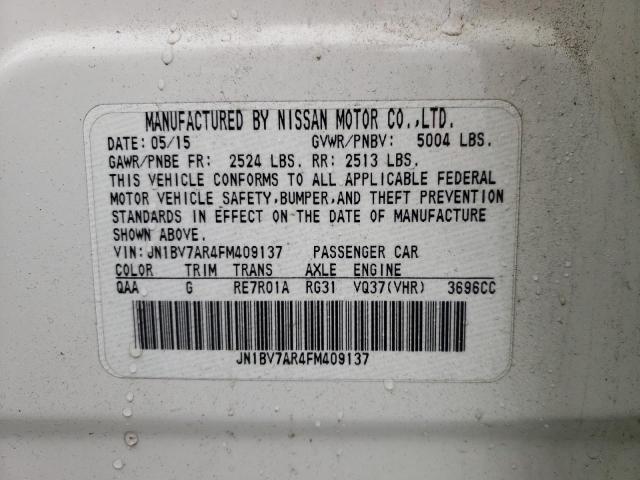 MANUFACTURED BY NISSAN MOTOR CO.,LTD.
DATE: 05/15 GVWR/PNBV: 5004 LBS.
GAWR/PNBE FR: 2524 LBS. RR: 2513 LBS.
THIS VEHICLE CONFORMS TO ALL APPLICABLE FEDERAL
MOTOR VEHICLE SAFETY,BUMPER,AND THEFT PREVENTION
STANDARDS IN EFFECT ON THE DATE OF MANUFACTURE
SHOWN ABOVE.
VIN: JN1BV7AR4FM409137 PASSENGER CAR
COLOR TRIM TRANS AXLE ENGINE
QAA G RE7R01A RG31 VQ37(VHR) 3696CC
JN1BV7AR4FM409137